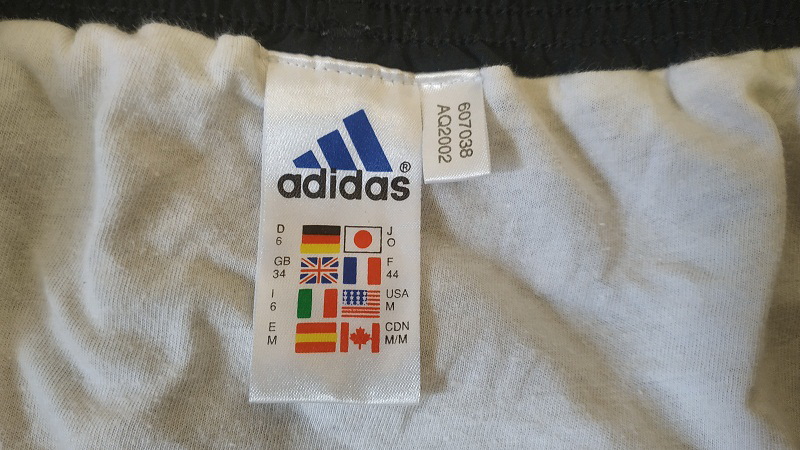 adidas®
D 6
J O
GB 34
F 44
I 6
USA M
E M
CDN M/M
607038
AQ2002